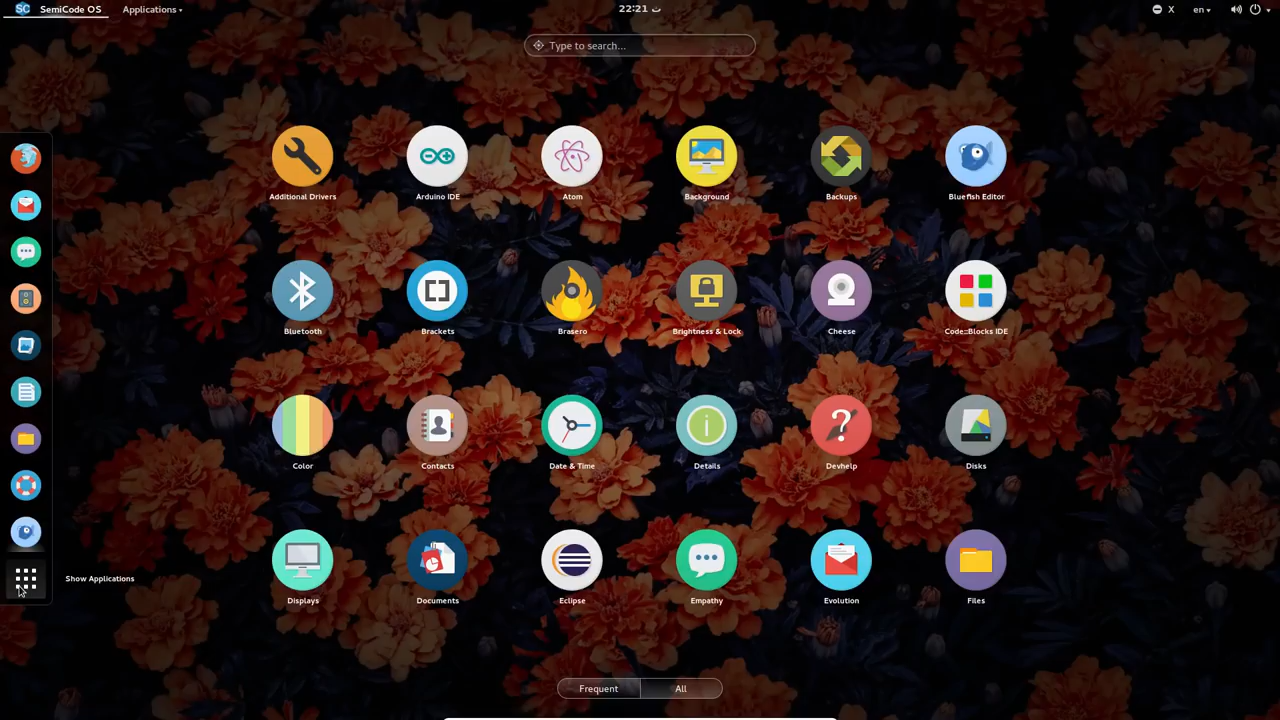 SC SemiCode OS Applications 22:21 ث X en
Type to search...
Additional Drivers Arduino IDE Atom Background Backups Bluefish Editor
Bluetooth Brackets Brasero Brightness & Lock Cheese Code::Blocks IDE
Color Contacts Date & Time Details Devhelp Disks
Show Applications
Displays Documents Eclipse Empathy Evolution Files
Frequent All